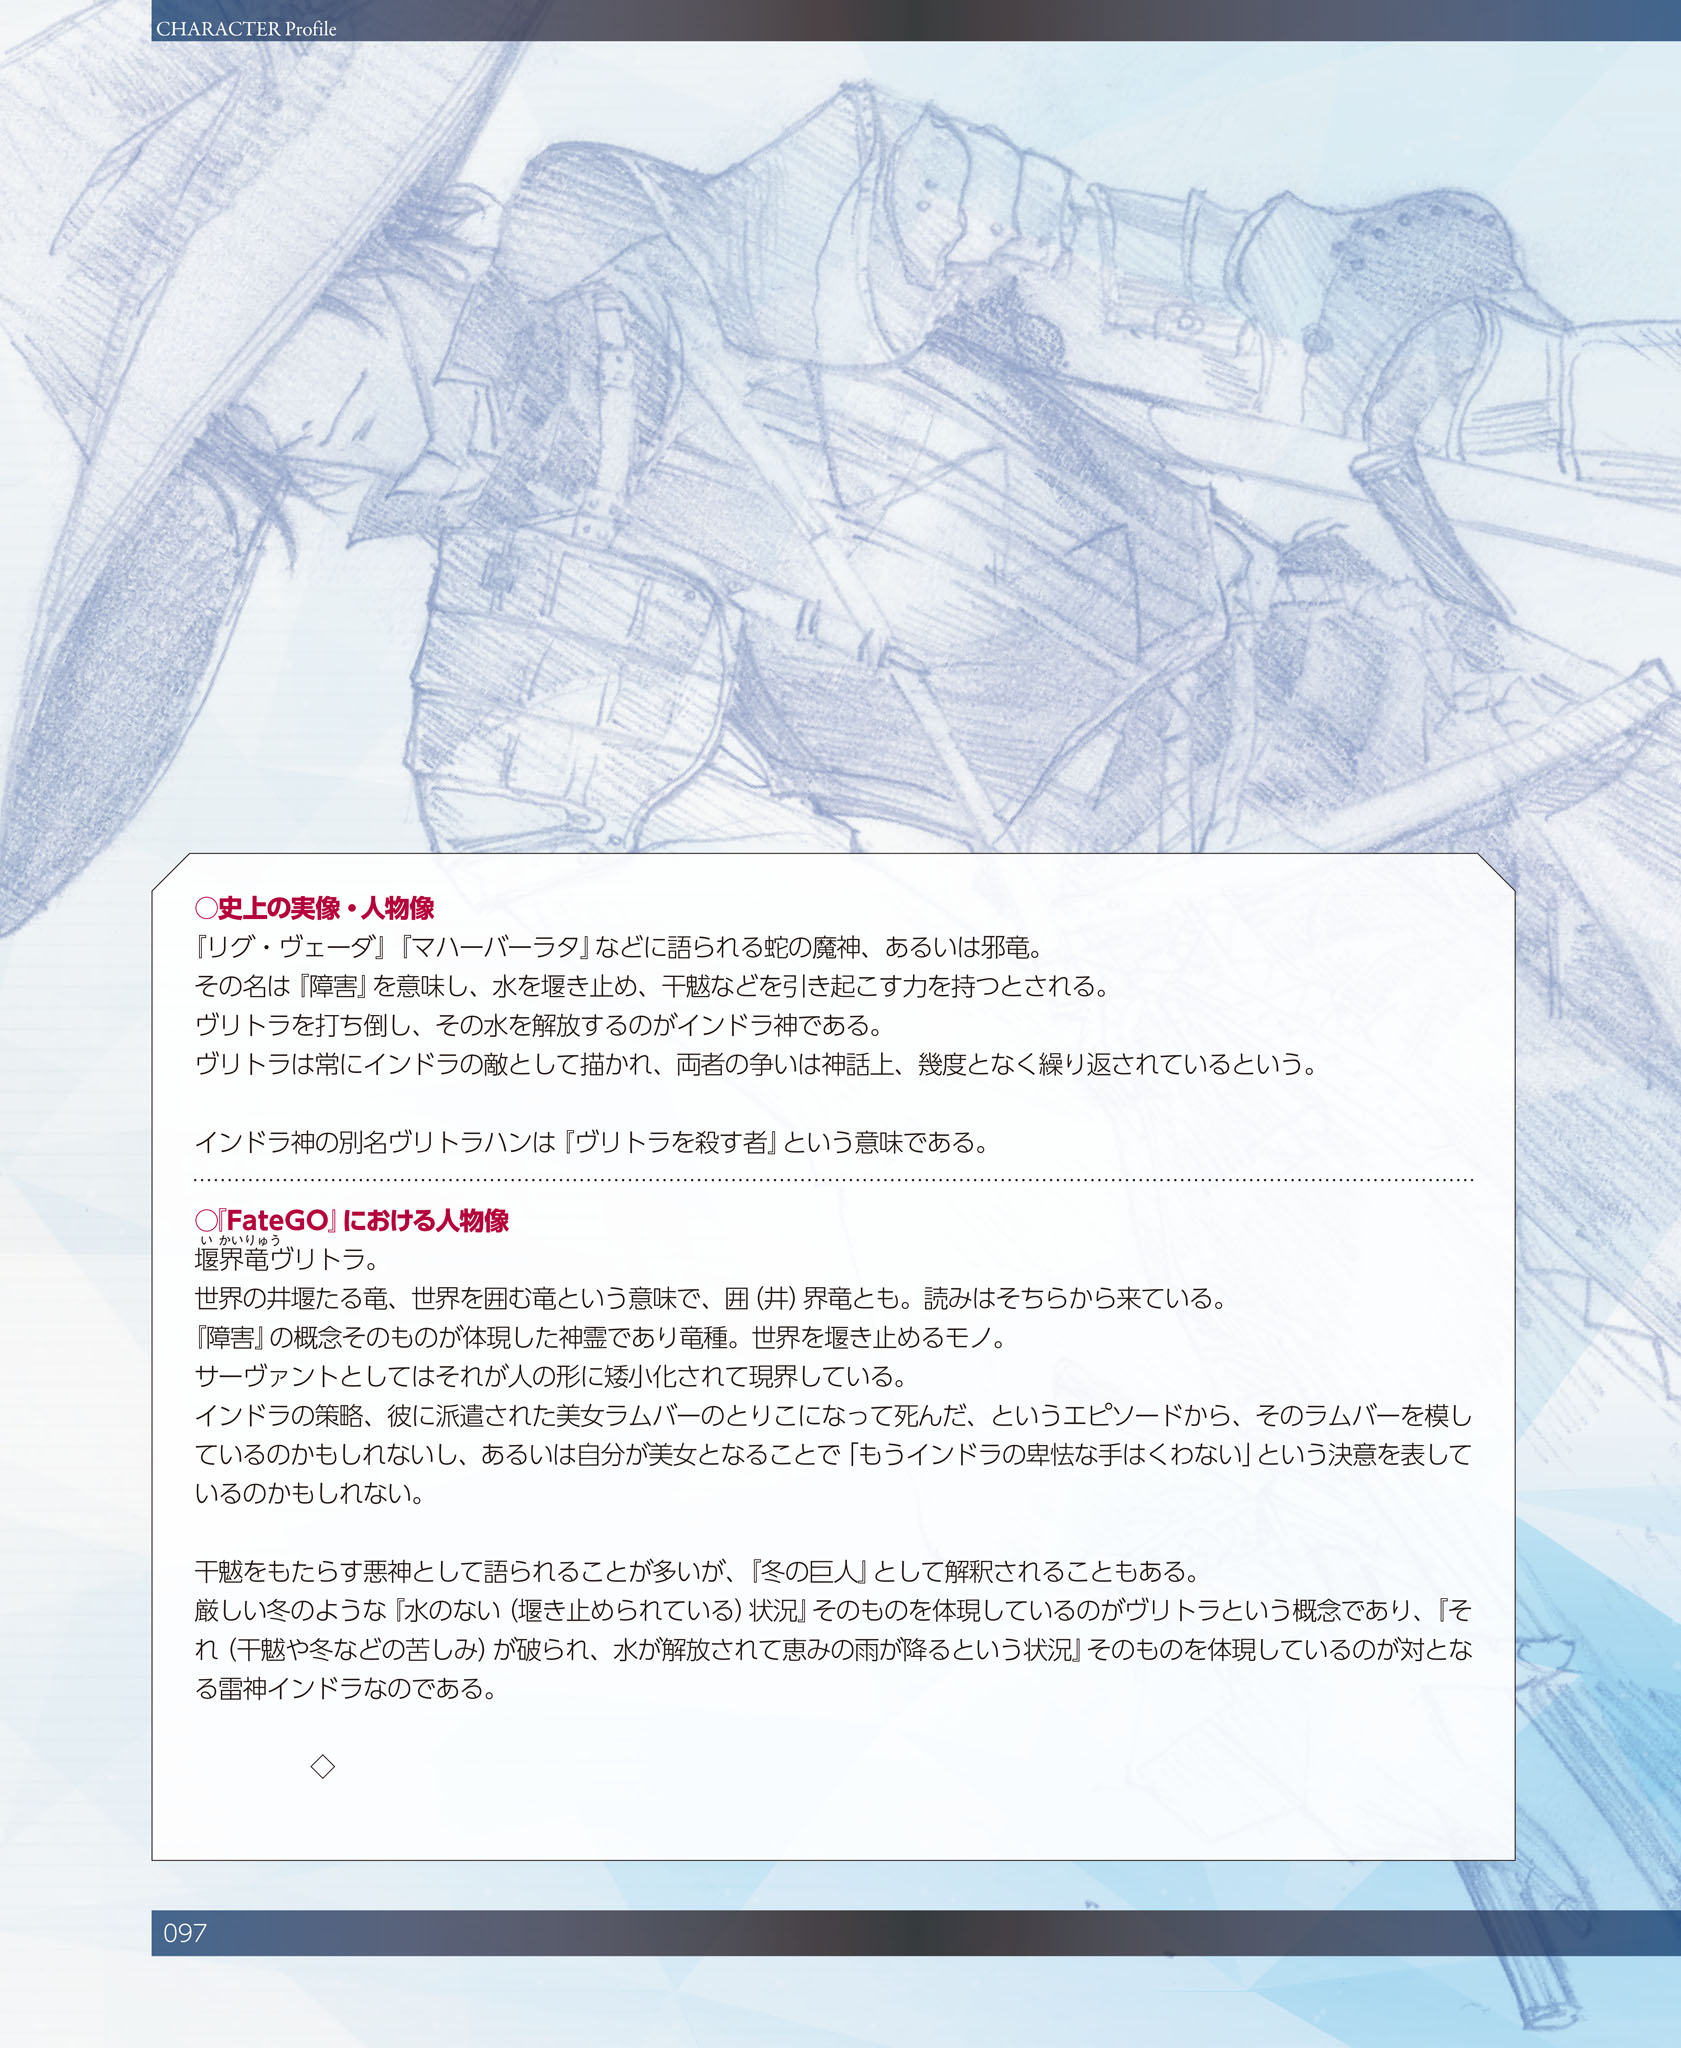 CHARACTER Profile
○史上の実像・人物像
『リグ・ヴェーダ』『マハーバーラタ』などに語られる蛇の魔神、あるいは邪竜。
その名は『障害』を意味し、水を堰き止め、干魃などを引き起こす力を持つとされる。
ヴリトラを打ち倒し、その水を解放するのがインドラ神である。
ヴリトラは常にインドラの敵として描かれ、両者の争いは神話上、幾度となく繰り返されているという。
インドラ神の別名ヴリトラハンは『ヴリトラを殺す者』という意味である。
○『FateGO』における人物像
い かいりゅう
堰界竜ヴリトラ。
世界の井堰たる竜、世界を囲む竜という意味で、囲(井)界竜とも。読みはそちらから来ている。
『障害』の概念そのものが体現した神霊であり竜種。世界を堰き止めるモノ。
サーヴァントとしてはそれが人の形に矮小化されて現界している。
インドラの策略、彼に派遣された美女ラムバーのとりこになって死んだ、というエピソードから、そのラムバーを模し
ているのかもしれないし、あるいは自分が美女となることで「もうインドラの卑怯な手はくわない」という決意を表して
いるのかもしれない。
干魃をもたらす悪神として語られることが多いが、『冬の巨人』として解釈されることもある。
厳しい冬のような『水のない(堰き止められている)状況』そのものを体現しているのがヴリトラという概念であり、『そ
れ(干魃や冬などの苦しみ)が破られ、水が解放されて恵みの雨が降るという状況』そのものを体現しているのが対とな
る雷神インドラなのである。
◇
097